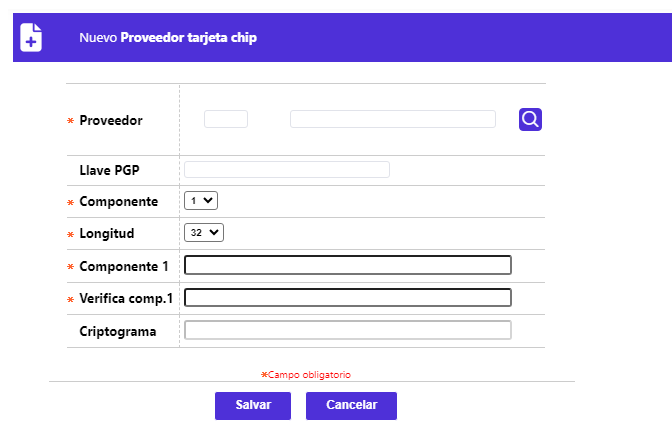 Nuevo Proveedor tarjeta chip
* Proveedor
Llave PGP
* Componente 1
* Longitud 32
* Componente 1
* Verifica comp.1
Criptograma
*Campo obligatorio
Salvar Cancelar